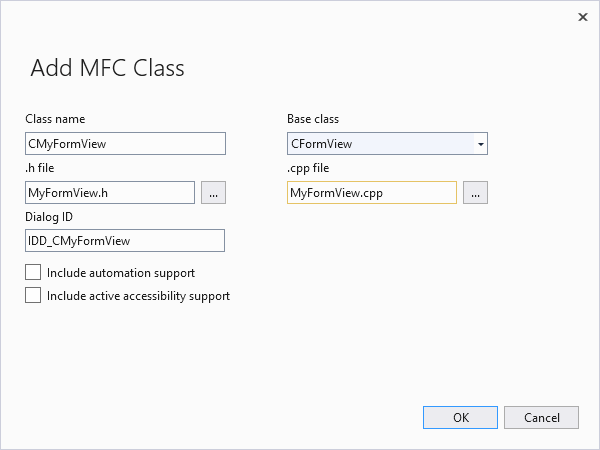 Add MFC Class
Class name
Base class
CMyFormView
CFormView
.h file
.cpp file
MyFormView.h
...
MyFormView.cpp
...
Dialog ID
IDD_CMyFormView
Include automation support
Include active accessibility support
OK
Cancel